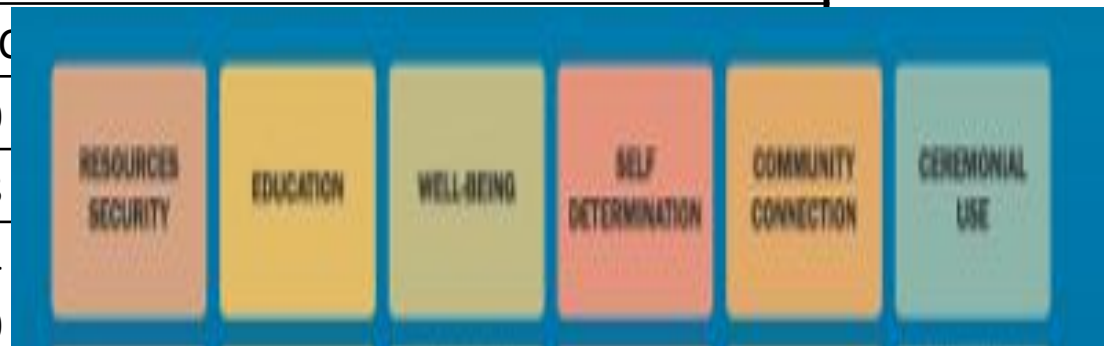 RESOURCES
SECURITY
EDUCATION
WELL-BEING
SELF
DETERMINATION
COMMUNITY
CONNECTION
CEREMONIAL
USE